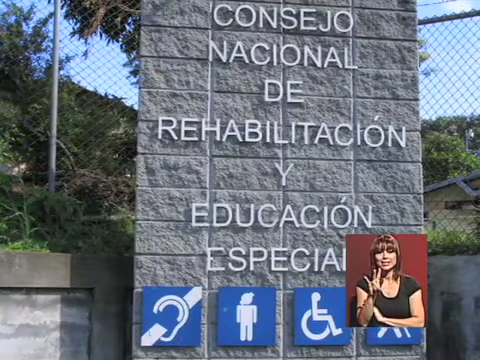 CONSEJO
NACIONAL
DE
REHABILITACIÓN
Y
EDUCACIÓN
ESPECIAL